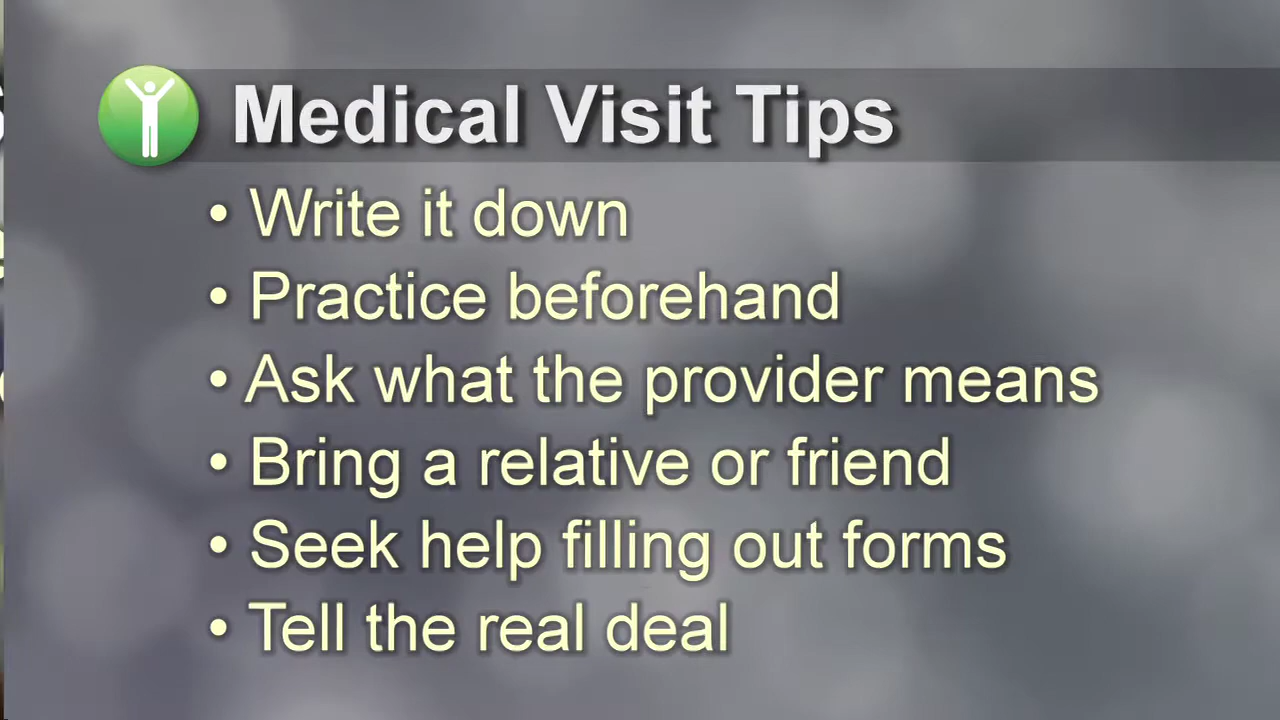 Medical Visit Tips
• Write it down
• Practice beforehand
• Ask what the provider means
• Bring a relative or friend
• Seek help filling out forms
• Tell the real deal